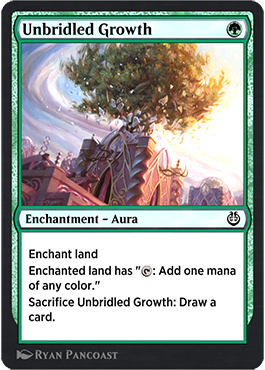 Unbridled Growth
Enchantment – Aura
Enchant land
Enchanted land has ": Add one mana
of any color."
Sacrifice Unbridled Growth: Draw a
card.
Ryan Pancoast